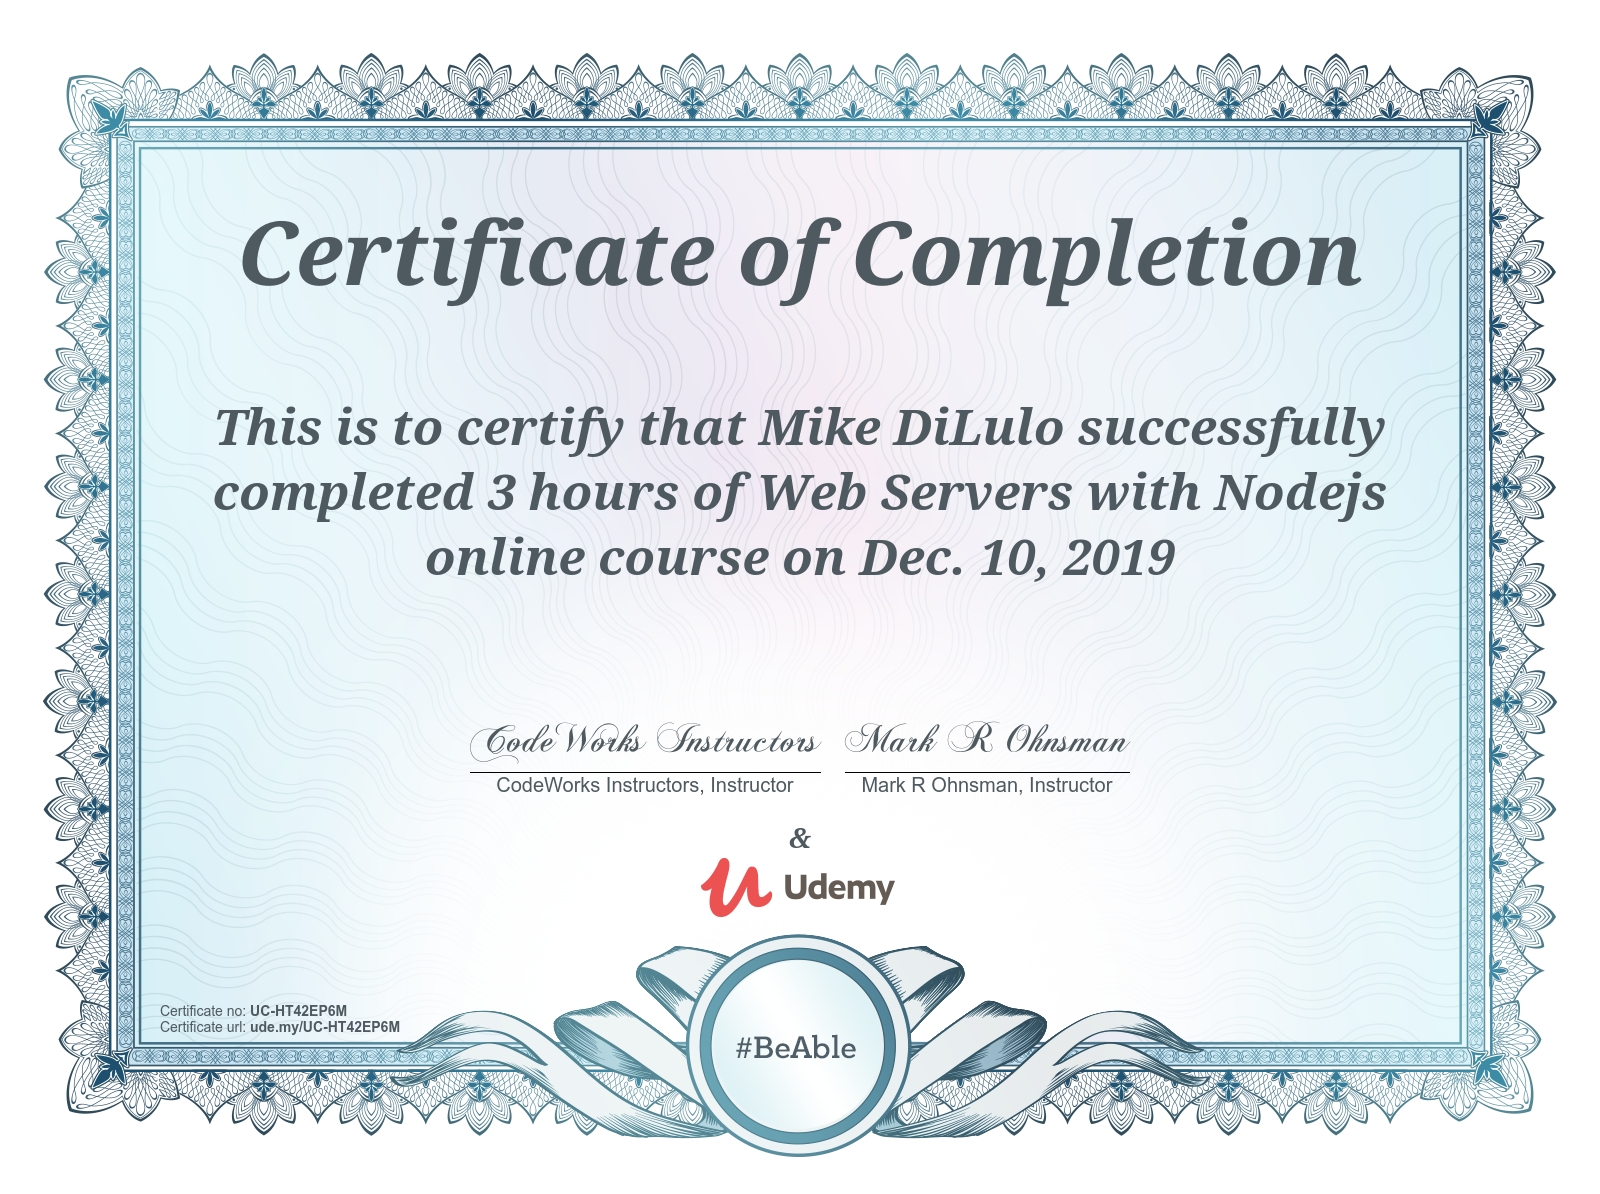 Certificate of Completion
This is to certify that Mike DiLulo successfully
completed 3 hours of Web Servers with Nodejs
online course on Dec. 10, 2019
CodeWorks Instructors Mark R Ohnsman
CodeWorks Instructors, Instructor Mark R Ohnsman, Instructor
&
Udemy
Certificate no: UC-HT42EP6M
Certificate url: ude.my/UC-HT42EP6M
#BeAble